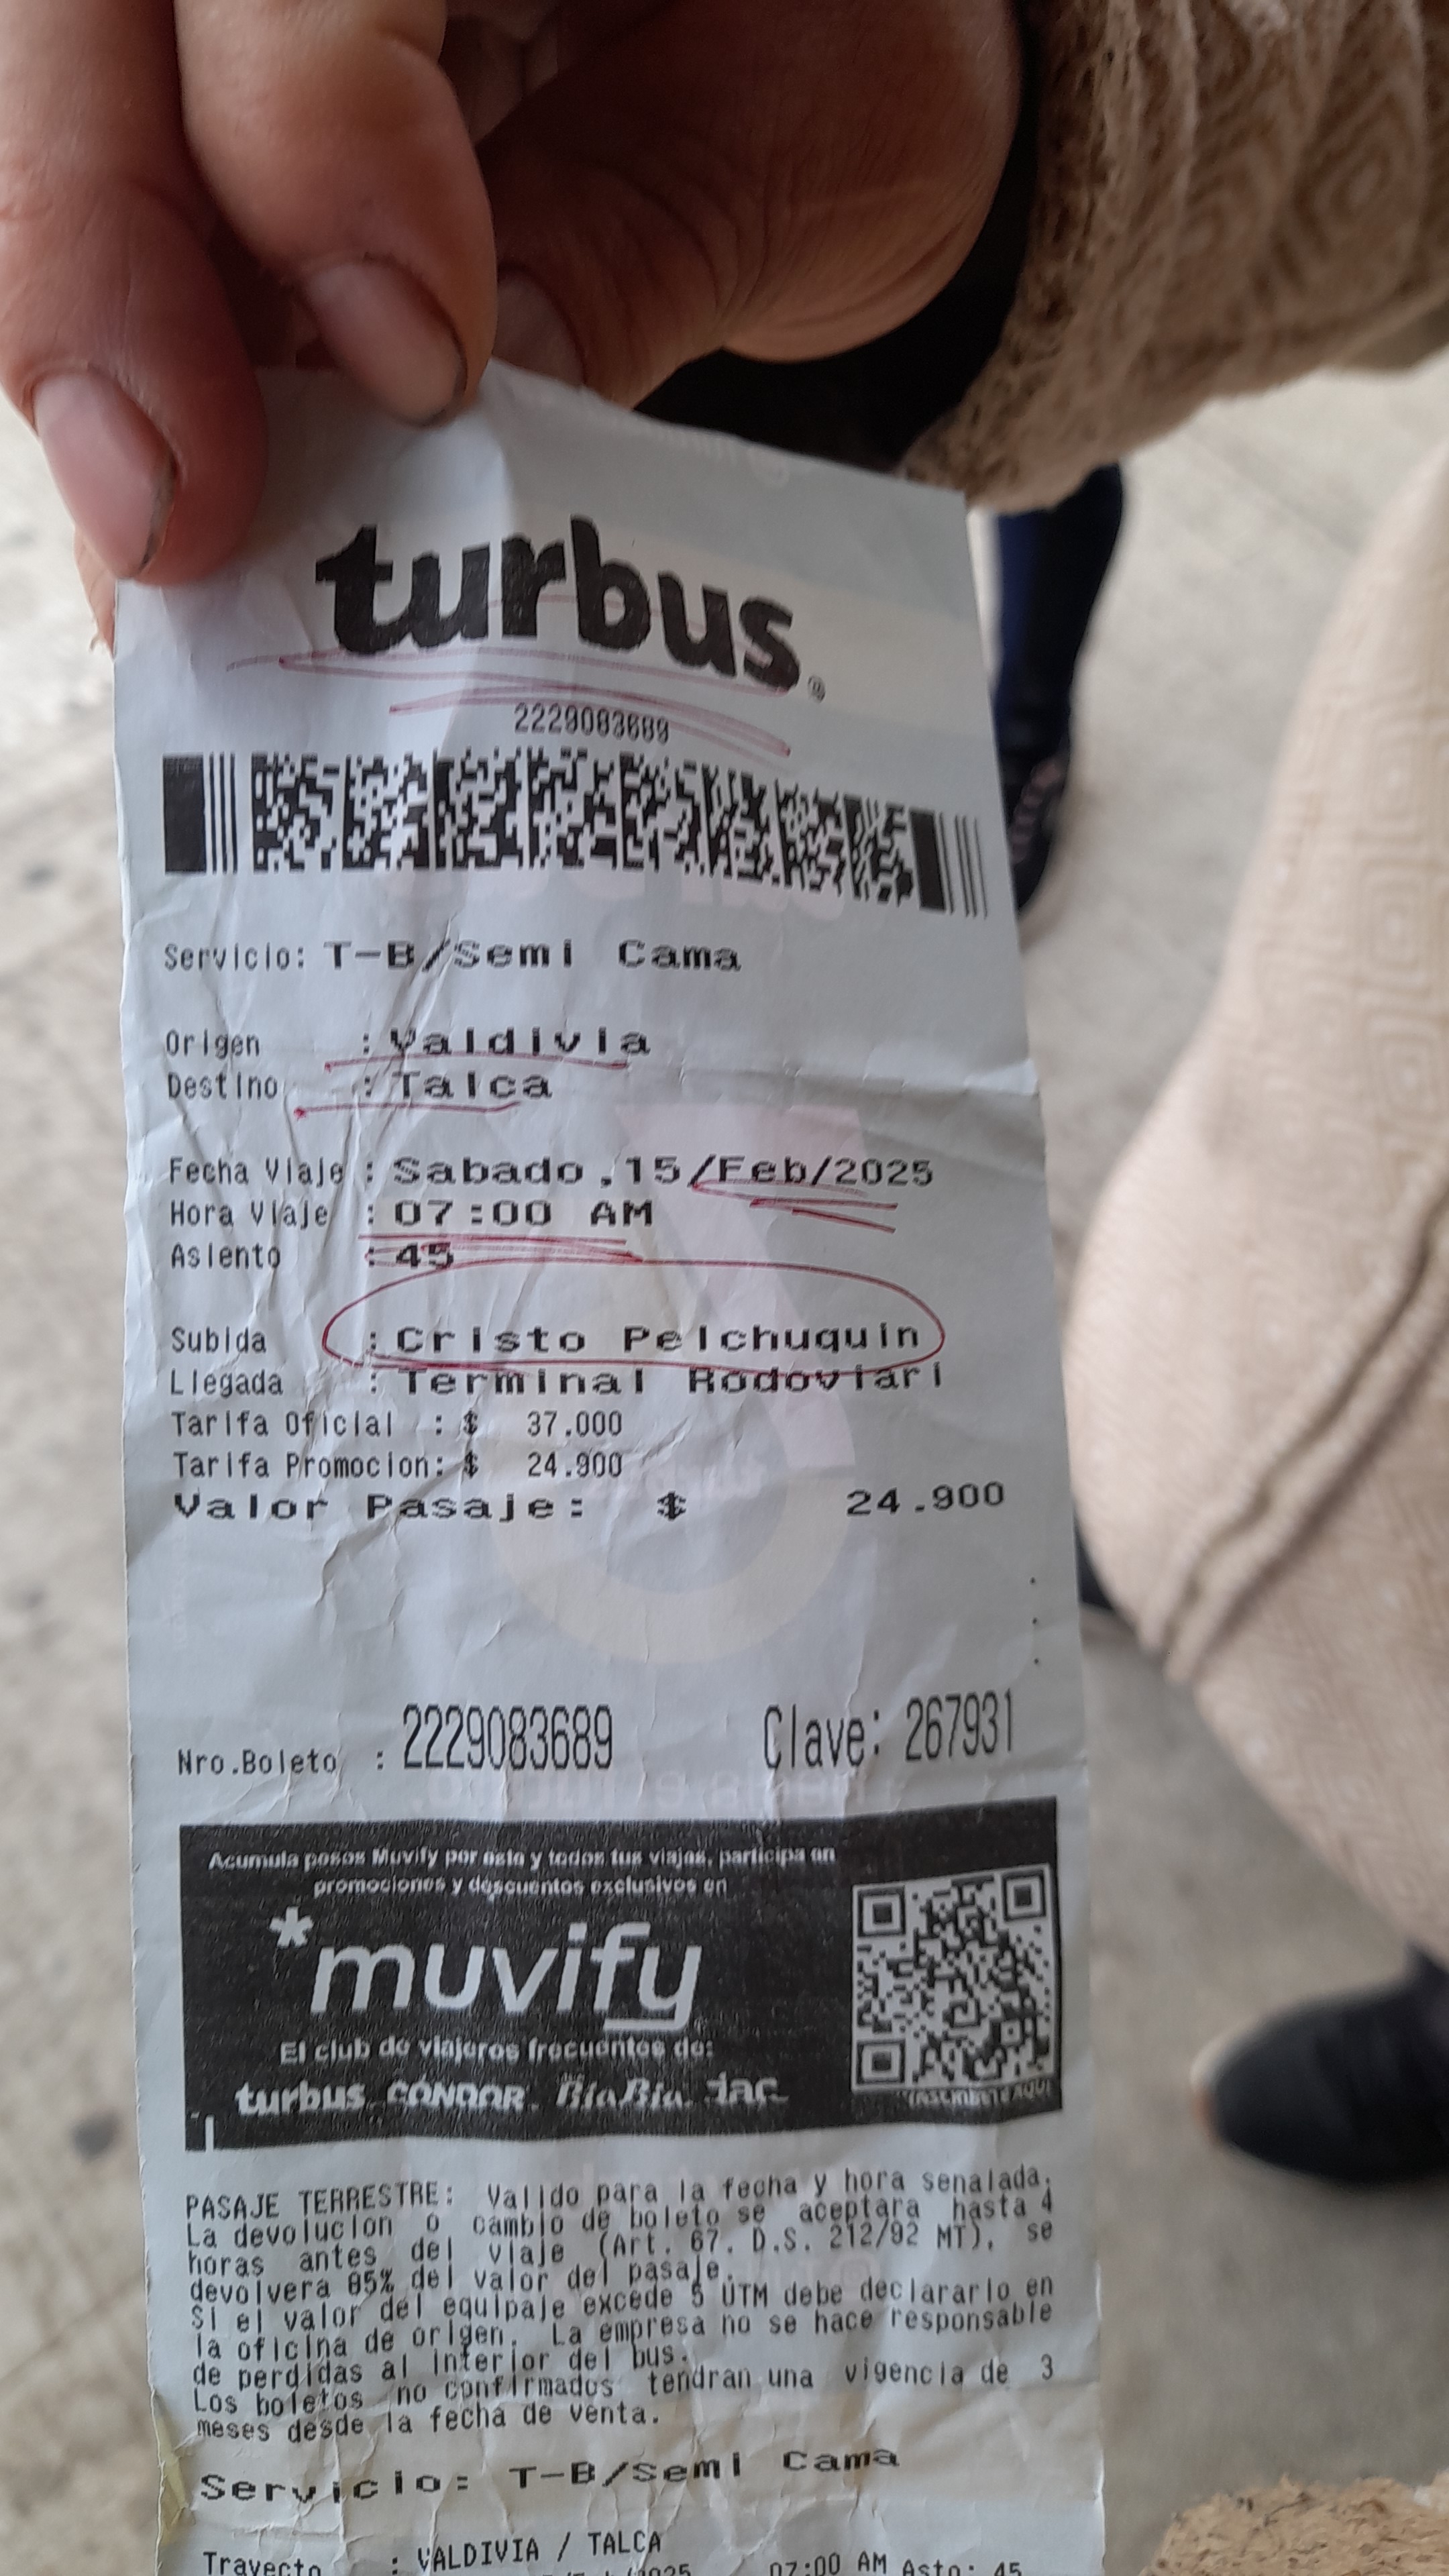 turbus®
2229083689
Servicio: T-B/Semi Cama
Origen : Valdivia
Destino : Talca
Fecha Viaje : Sabado ,15/Feb/2025
Hora Viaje : 07:00 AM
Asiento : 45
Subida : Cristo Pelchuquin
Llegada : Terminal Rodoviari
Tarifa Oficial : $ 37.000
Tarifa Promocion: $ 24.900
Valor Pasaje: $ 24.900
Nro.Boleto : 2229083689 Clave: 267931
Acumula pesos Muvify por este y todos tus viajes, participa en
promociones y descuentos exclusivos en
*muvify
El club de viajeros frecuentes de:
turbus CÓNDOR BíoBío jac
INSCRÍBETE AQUÍ
PASAJE TERRESTRE: Valido para la fecha y hora senalada.
La devolucion o cambio de boleto se aceptara hasta 4
horas antes del viaje (Art. 67. D.S. 212/92 MT), se
devolvera 85% del valor del pasaje.
Si el valor del equipaje excede 5 UTM debe declararlo en
la oficina de origen. La empresa no se hace responsable
de perdidas al interior del bus.
Los boletos no confirmados tendran una vigencia de 3
meses desde la fecha de venta.
Servicio: T-B/Semi Cama
Trayecto : VALDIVIA / TALCA
07:00 AM Asto: 45